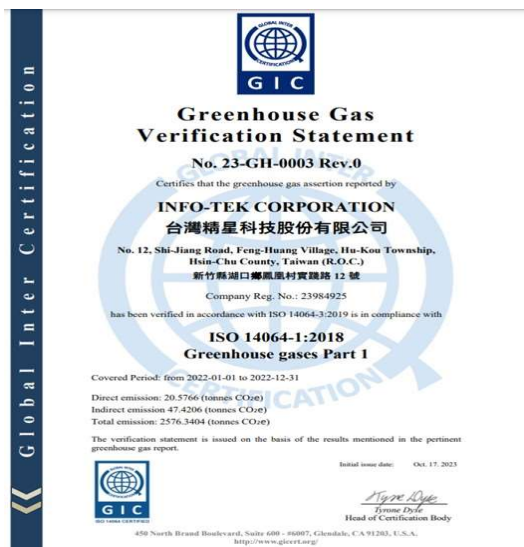 GLOBAL INTER
CERTIFICATION
GIC
Global Inter Certification
Greenhouse Gas
Verification Statement
No. 23-GH-0003 Rev.0
Certifies that the greenhouse gas assertion reported by
INFO-TEK CORPORATION
台灣精星科技股份有限公司
No. 12, Shi-Jiang Road, Feng-Huang Village, Hu-Kou Township,
Hsin-Chu County, Taiwan (R.O.C.)
新竹縣湖口鄉鳳凰村實踐路 12 號
Company Reg. No.: 23984925
has been verified in accordance with ISO 14064-3:2019 is in compliance with
ISO 14064-1:2018
Greenhouse gases Part 1
Covered Period: from 2022-01-01 to 2022-12-31
Direct emission: 20.5766 (tonnes CO₂e)
Indirect emission 47.4206 (tonnes CO₂e)
Total emission: 2576.3404 (tonnes CO₂e)
The verification statement is issued on the basis of the results mentioned in the pertinent
greenhouse gas report.
Initial issue date: Oct. 17. 2023
GIC
ISO 14064 CERTIFIED
Tyrone Dyle
Head of Certification Body
450 North Brand Boulevard, Suite 600 - #6007, Glendale, CA 91203, U.S.A.
http://www.gicert.org/
GLOBAL INTER
CERTIFICATION